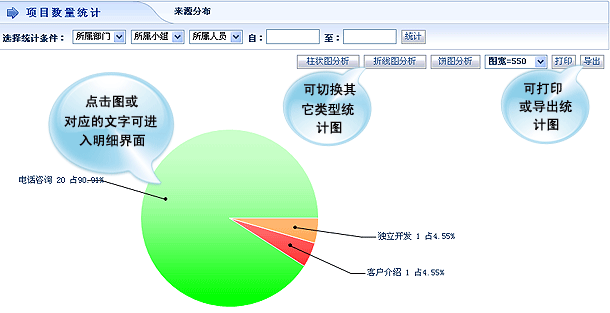 项目数量统计 来源分布
选择统计条件： 所属部门 所属小组 所属人员 自： 至： 统计
柱状图分析 折线图分析 饼图分析 图宽=550 打印 导出
点击图或
对应的文字可进
入明细界面
可切换其
它类型统
计图
可打印
或导出统
计图
电话咨询 20 占90.91%
独立开发 1 占4.55%
客户介绍 1 占4.55%